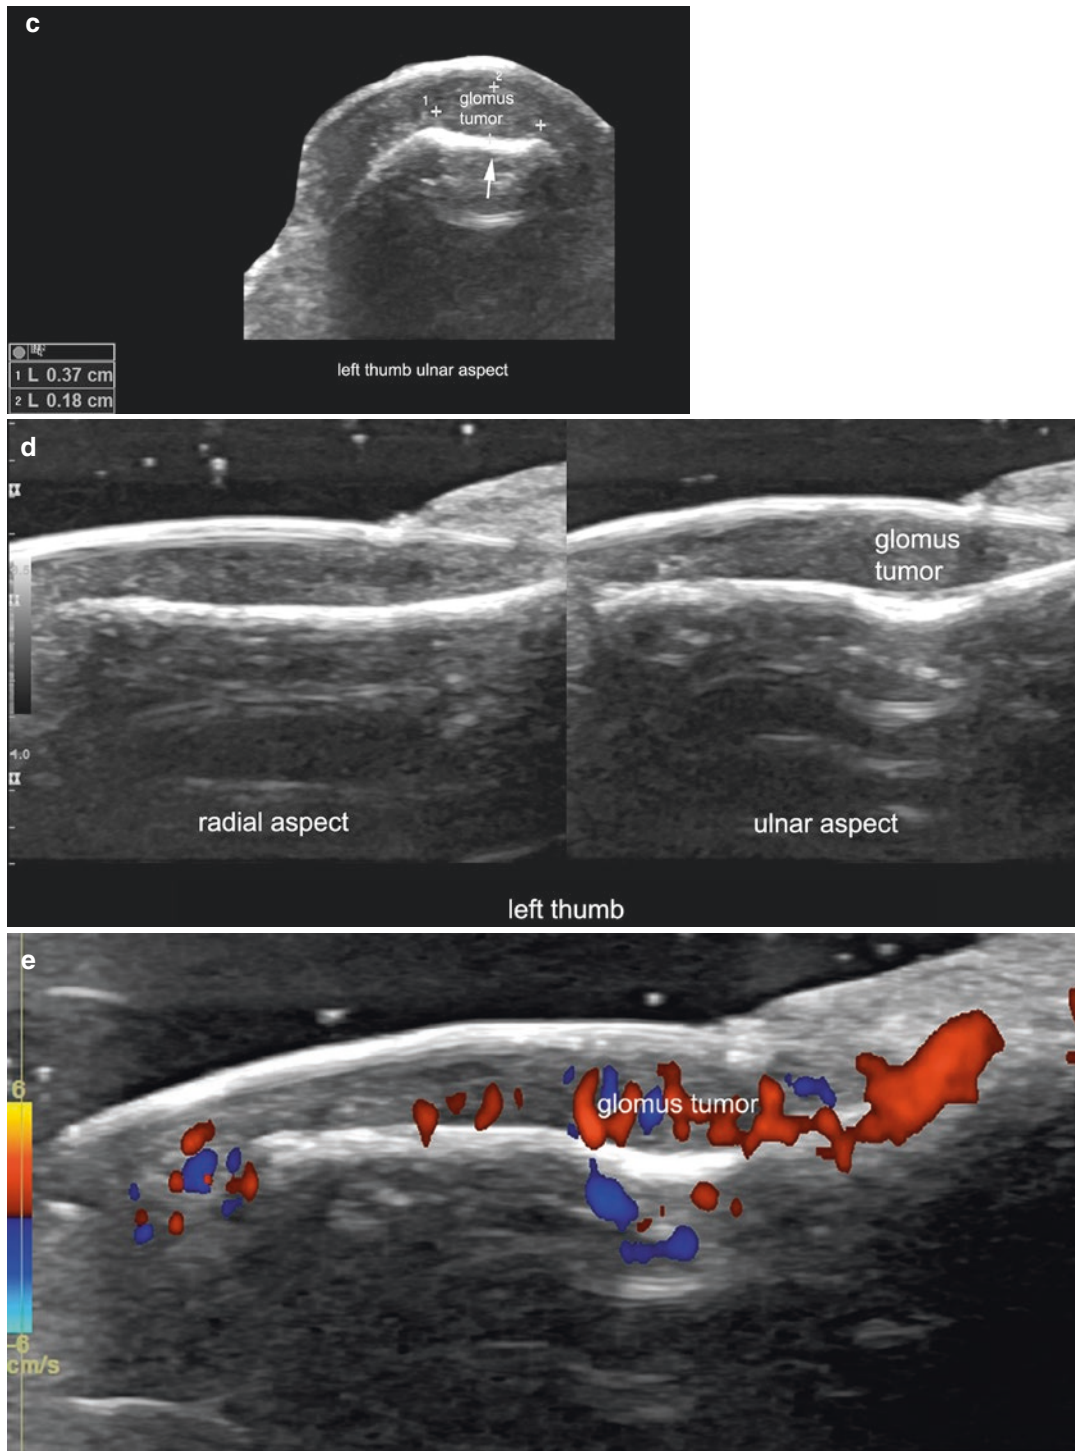 c
2
1
glomus
tumor
1 L 0.37 cm
2 L 0.18 cm
left thumb ulnar aspect
d
glomus
tumor
1.0
radial aspect
ulnar aspect
left thumb
e
6
glomus tumor
-6
cm/s